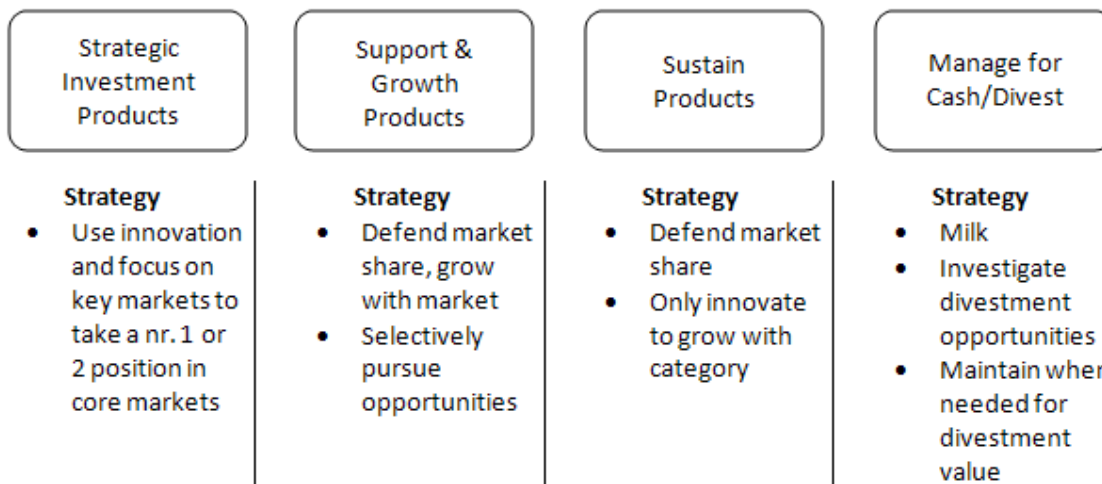 Strategic
Investment
Products
Support &
Growth
Products
Sustain
Products
Manage for
Cash/Divest
Strategy
• Use innovation
and focus on
key markets to
take a nr. 1 or
2 position in
core markets
Strategy
• Defend market
share, grow
with market
• Selectively
pursue
opportunities
Strategy
• Defend market
share
• Only innovate
to grow with
category
Strategy
• Milk
• Investigate
divestment
opportunities
• Maintain
needed for
divestment
value